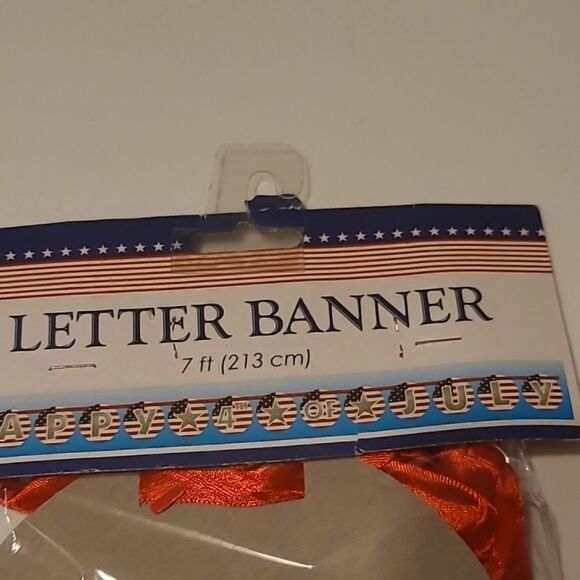 LETTER BANNER
7 ft (213 cm)
APPY ★ 4TH ★ OF ★ JULY